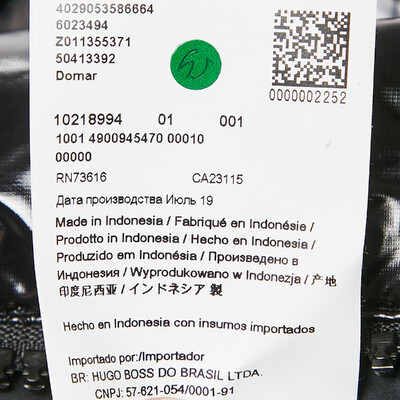 4029053586664
6023494
Z011355371
50413392
Domar
0000002252
10218994 01 001
1001 4900945470 00010
00000
RN73616 CA23115
Дата производства Июль 19
Made in Indonesia / Fabriqué en Indonésie /
Prodotto in Indonesia / Hecho en Indonesia /
Produzido em Indonésia / Произведено в
Индонезия / Wyprodukowano w Indonezja / 产地
印度尼西亚 / インドネシア 製
Hecho en Indonesia con insumos importados
Importado por:/Importador
BR: HUGO BOSS DO BRASIL LTDA.
CNPJ: 57-621-054/0001-91